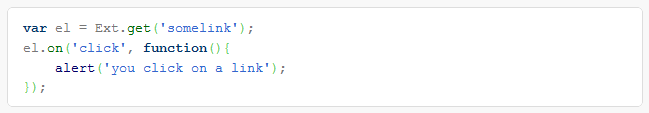 var el = Ext.get('somelink');
el.on('click', function(){
    alert('you click on a link');
});